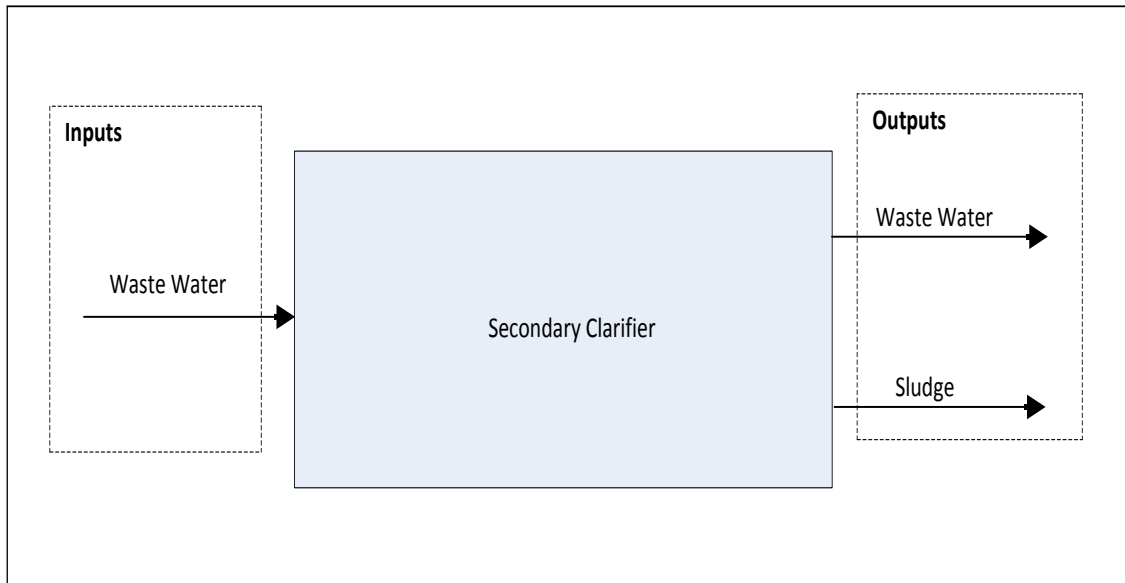 Inputs
Waste Water
Secondary Clarifier
Outputs
Waste Water
Sludge